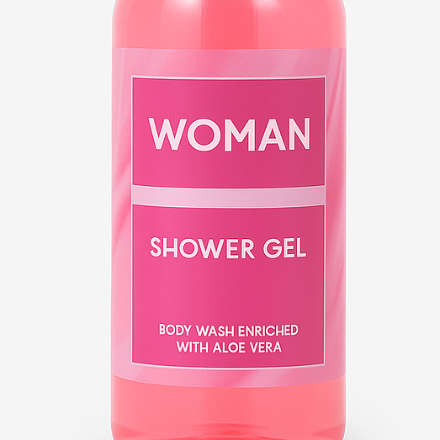 WOMAN
SHOWER GEL
BODY WASH ENRICHED
WITH ALOE VERA